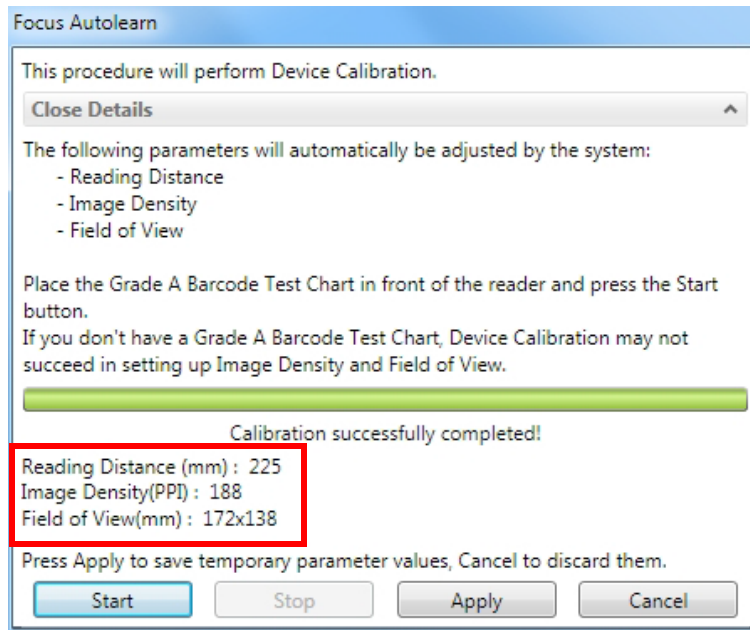 Focus Autolearn
This procedure will perform Device Calibration.
Close Details
The following parameters will automatically be adjusted by the system:
- Reading Distance
- Image Density
- Field of View
Place the Grade A Barcode Test Chart in front of the reader and press the Start
button.
If you don't have a Grade A Barcode Test Chart, Device Calibration may not
succeed in setting up Image Density and Field of View.
Calibration successfully completed!
Reading Distance (mm) : 225
Image Density(PPI) : 188
Field of View(mm) : 172x138
Press Apply to save temporary parameter values, Cancel to discard them.
Start Stop Apply Cancel